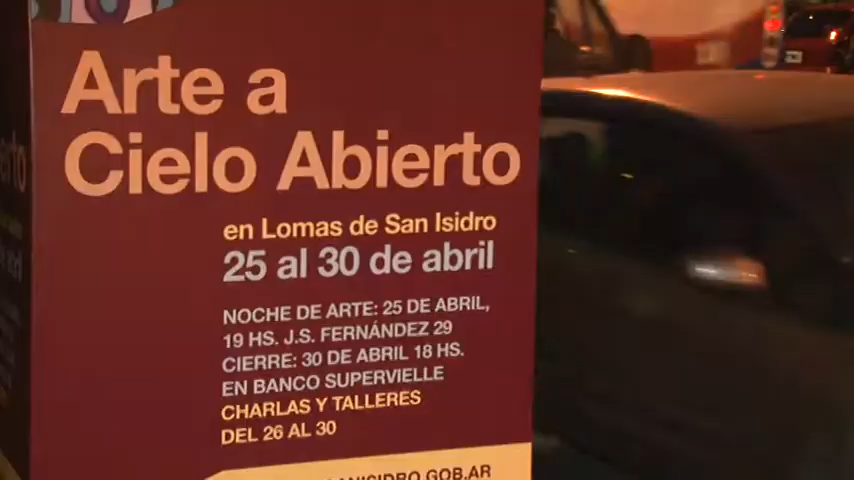 Arte a
Cielo Abierto
en Lomas de San Isidro
25 al 30 de abril
NOCHE DE ARTE: 25 DE ABRIL,
19 HS. J.S. FERNÁNDEZ 29
CIERRE: 30 DE ABRIL 18 HS.
EN BANCO SUPERVIELLE
CHARLAS Y TALLERES
DEL 26 AL 30